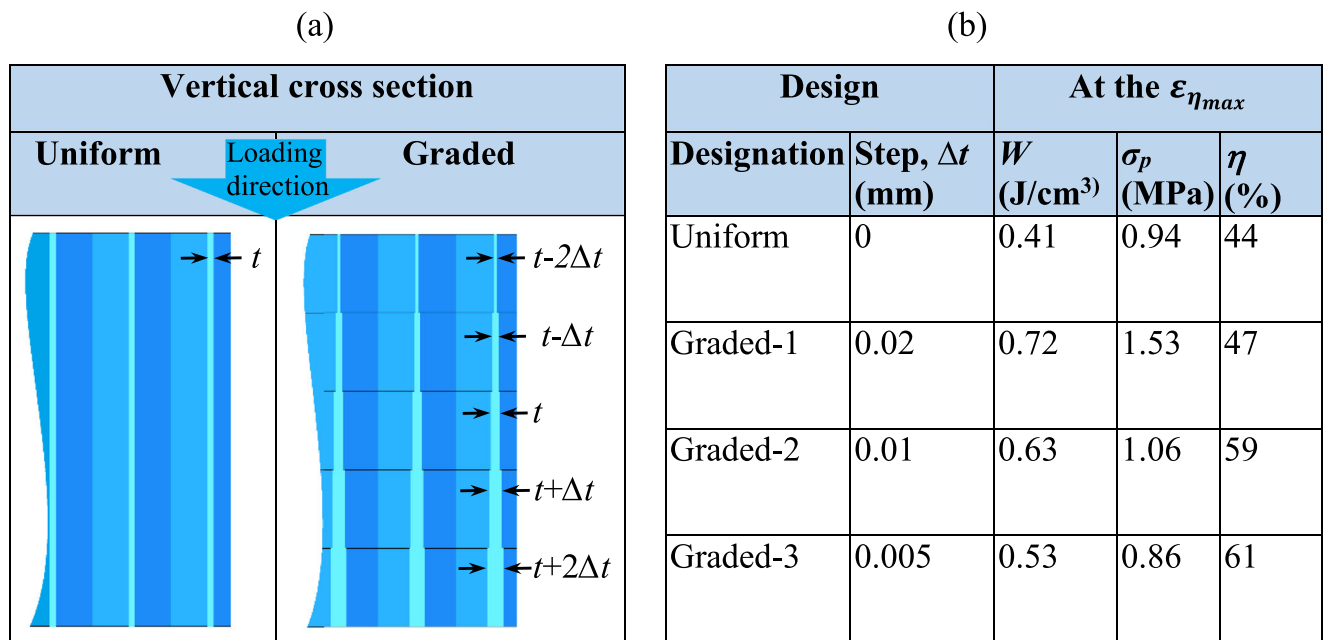 (a)
Vertical cross section
Uniform
Loading
direction
Graded
t
t-2Δt
t-Δt
t
t+Δt
t+2Δt
(b)
Design
At the εηmax
Designation
Step, Δt
(mm)
W
(J/cm³)
σp
(MPa)
η
(%)
Uniform 0 0.41 0.94 44
Graded-1 0.02 0.72 1.53 47
Graded-2 0.01 0.63 1.06 59
Graded-3 0.005 0.53 0.86 61